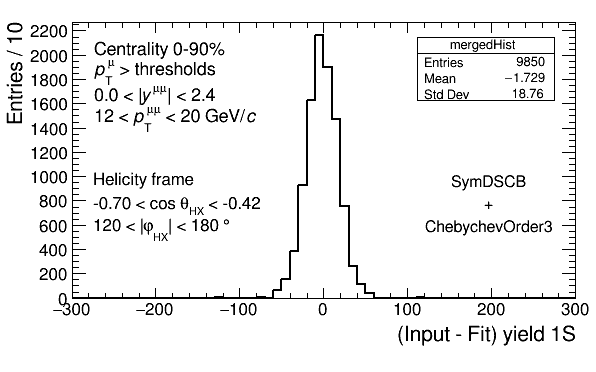 Entries / 10
2200
2000
1800
1600
1400
1200
1000
800
600
400
200
0
Centrality 0-90%
p_T^μ > thresholds
0.0 < |y^μμ| < 2.4
12 < p_T^μμ < 20 GeV/c
Helicity frame
-0.70 < cos θ_HX < -0.42
120 < |φ_HX| < 180 °
mergedHist
Entries 9850
Mean −1.729
Std Dev 18.76
SymDSCB
+
ChebychevOrder3
−300 −200 −100 0 100 200 300
(Input - Fit) yield 1S